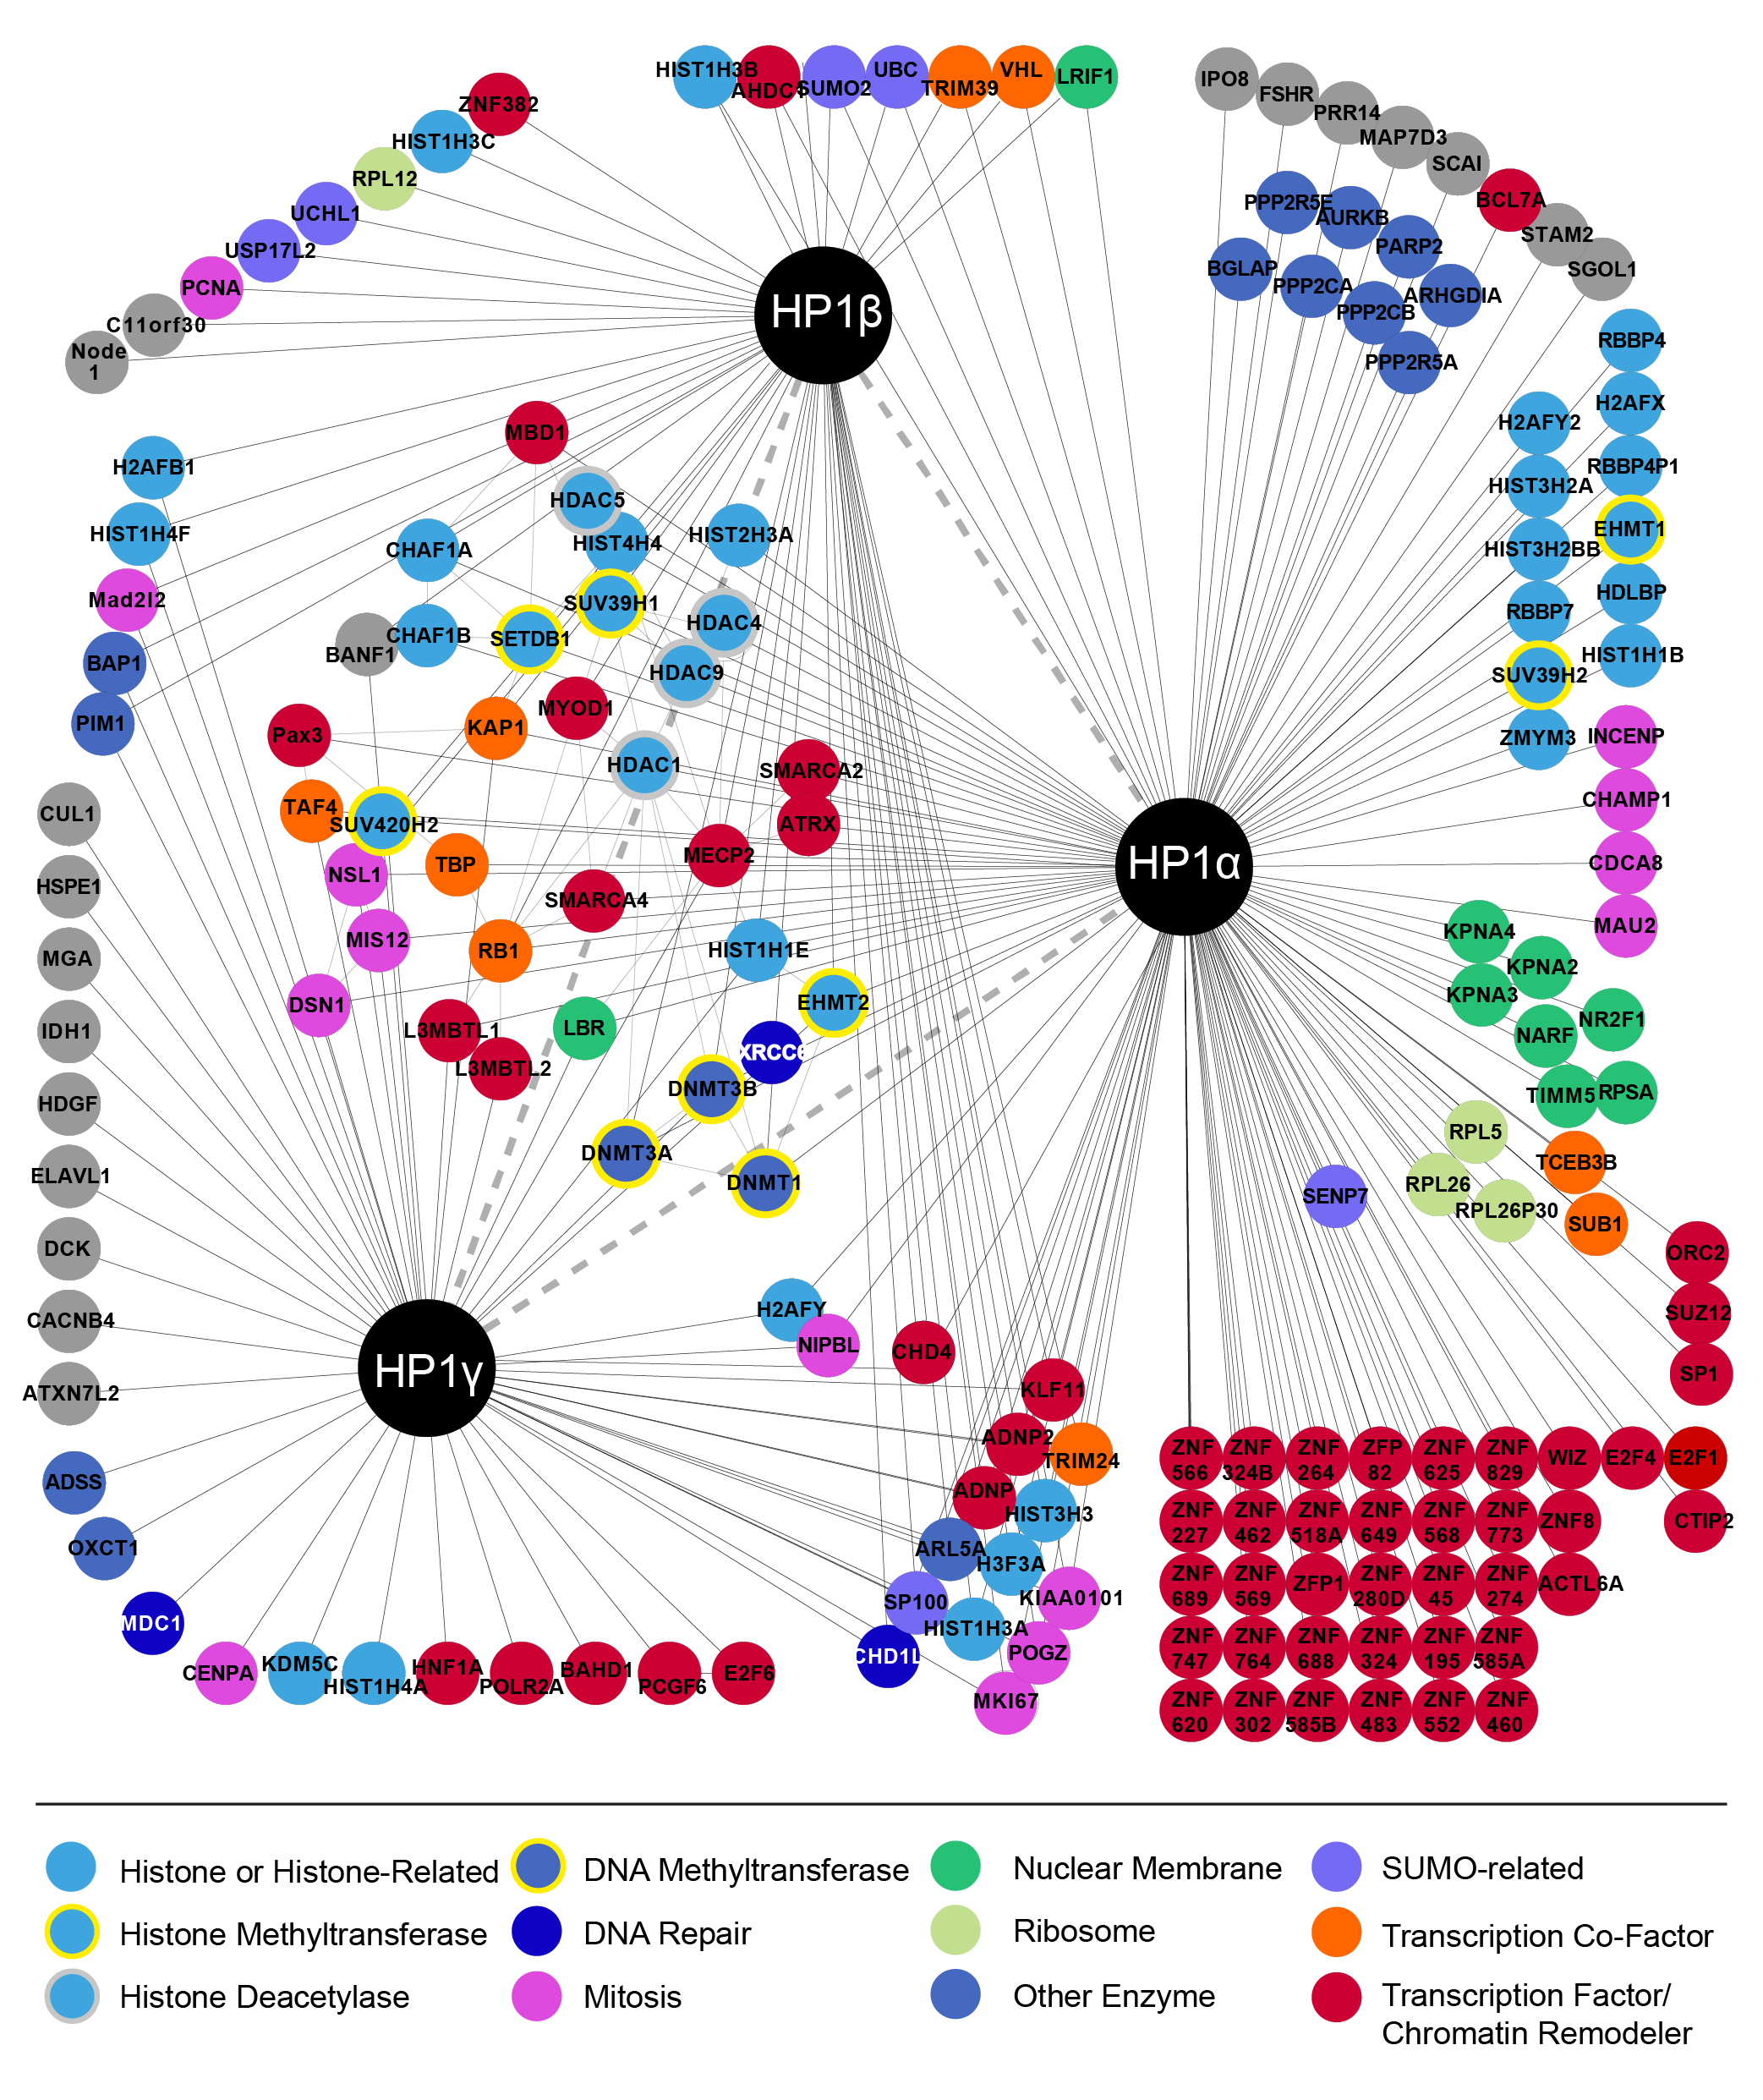 HIST1H3B
AHDC1
SUMO2
UBC
TRIM39
VHL
LRIF1
IPO8
FSHR
PRR14
MAP7D3
SCAI
BCL7A
STAM2
SGOL1
ZNF382
HIST1H3C
RPL12
UCHL1
USP17L2
PCNA
C11orf30
Node
1
PPP2R5E
AURKB
PARP2
BGLAP
PPP2CA
ARHGDIA
PPP2CB
PPP2R5A
HP1β
RBBP4
H2AFX
H2AFY2
RBBP4P1
HIST3H2A
EHMT1
HIST3H2BB
HDLBP
RBBP7
HIST1H1B
SUV39H2
ZMYM3
INCENP
CHAMP1
CDCA8
MAU2
MBD1
H2AFB1
HIST1H4F
Mad2l2
BAP1
PIM1
HDAC5
HIST4H4
HIST2H3A
CHAF1A
SUV39H1
HDAC4
CHAF1B
BANF1
SETDB1
HDAC9
MYOD1
KAP1
Pax3
HDAC1
SMARCA2
TAF4
SUV420H2
ATRX
MECP2
TBP
NSL1
SMARCA4
MIS12
RB1
HIST1H1E
DSN1
EHMT2
L3MBTL1
LBR
XRCC6
L3MBTL2
DNMT3B
DNMT3A
DNMT1
HP1α
KPNA4
KPNA2
KPNA3
NR2F1
NARF
TIMM5
RPSA
RPL5
TCEB3B
RPL26
SENP7
RPL26P30
SUB1
ORC2
SUZ12
SP1
CUL1
HSPE1
MGA
IDH1
HDGF
ELAVL1
DCK
CACNB4
ATXN7L2
ADSS
OXCT1
MDC1
HP1γ
H2AFY
NIPBL
CHD4
KLF11
ADNP2
TRIM24
ADNP
HIST3H3
ARL5A
H3F3A
KIAA0101
SP100
HIST1H3A
CHD1L
POGZ
MKI67
CENPA
KDM5C
HIST1H4A
HNF1A
POLR2A
BAHD1
PCGF6
E2F6
ZNF
566
ZNF
324B
ZNF
264
ZFP
82
ZNF
625
ZNF
829
WIZ
E2F4
E2F1
ZNF
227
ZNF
462
ZNF
518A
ZNF
649
ZNF
568
ZNF
773
ZNF8
CTIP2
ZNF
689
ZNF
569
ZFP1
ZNF
280D
ZNF
45
ZNF
274
ACTL6A
ZNF
747
ZNF
764
ZNF
688
ZNF
324
ZNF
195
ZNF
585A
ZNF
620
ZNF
302
ZNF
585B
ZNF
483
ZNF
552
ZNF
460
Histone or Histone-Related
Histone Methyltransferase
Histone Deacetylase
DNA Methyltransferase
DNA Repair
Mitosis
Nuclear Membrane
Ribosome
Other Enzyme
SUMO-related
Transcription Co-Factor
Transcription Factor/
Chromatin Remodeler